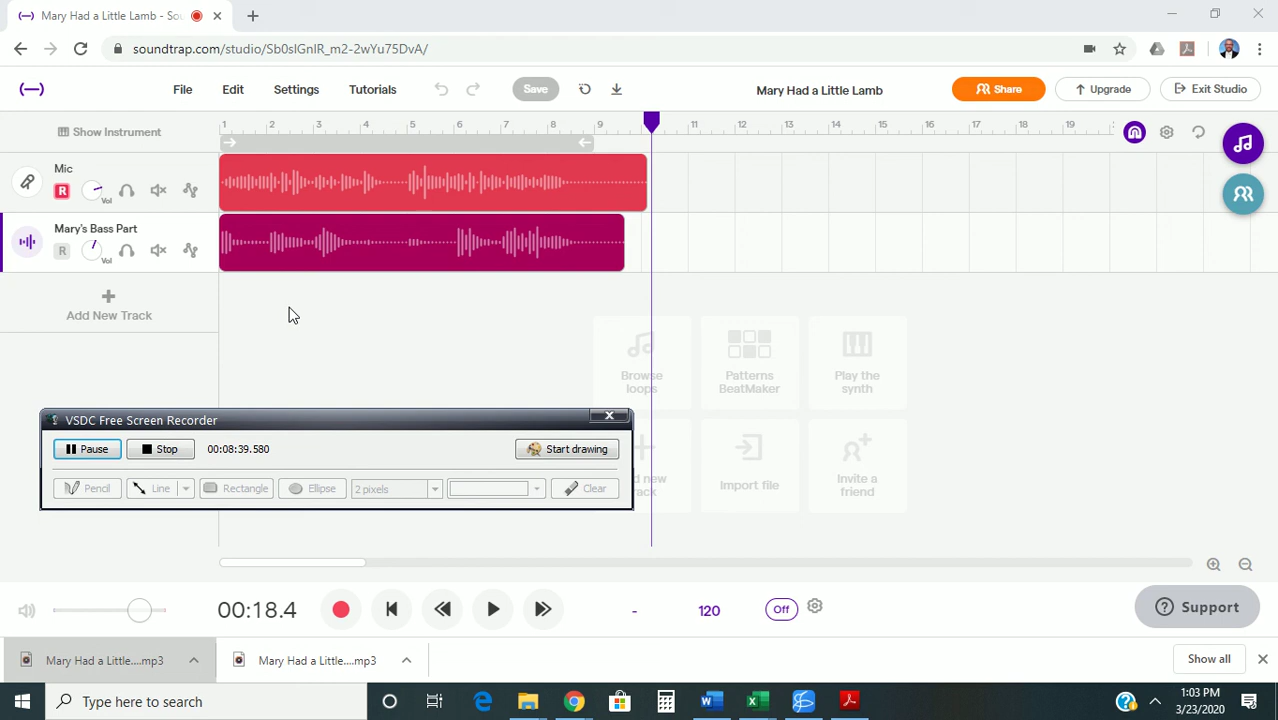 Mary Had a Little Lamb - Sou
soundtrap.com/studio/Sb0slGnIR_m2-2wYu75DvA/
File Edit Settings Tutorials Save Mary Had a Little Lamb Share Upgrade Exit Studio
Show Instrument
1 2 3 4 5 6 7 8 9 11 12 13 14 15 16 17 18 19
Mic
R Vol
Mary's Bass Part
R Vol
Add New Track
Browse loops
Patterns BeatMaker
Play the synth
VSDC Free Screen Recorder
Pause Stop 00:08:39.580 Start drawing
Pencil Line Rectangle Ellipse 2 pixels Clear
Import file
Invite a friend
00:18.4 - 120 Off
Support
Mary Had a Little....mp3 Mary Had a Little....mp3 Show all
Type here to search
1:03 PM
3/23/2020